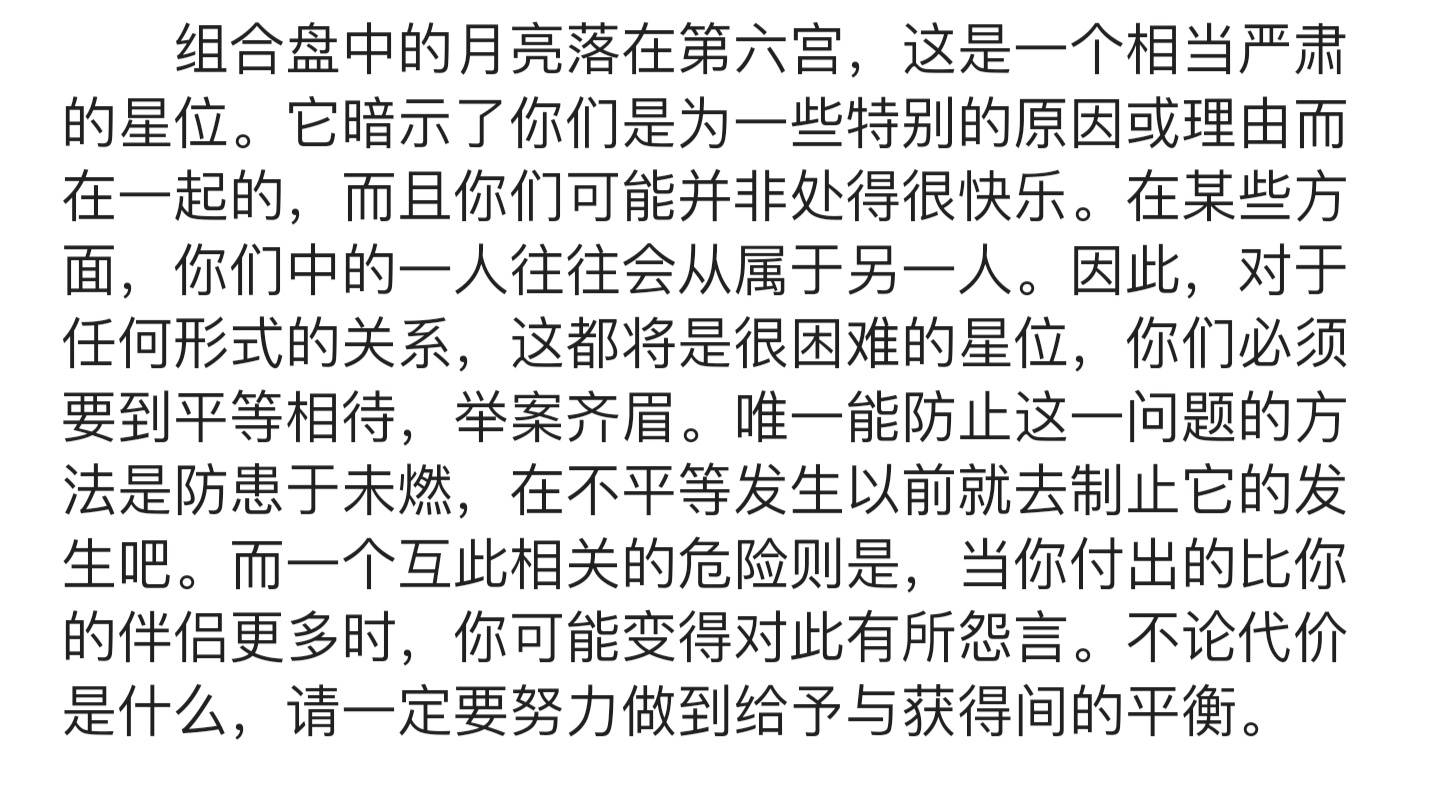 组合盘中的月亮落在第六宫，这是一个相当严肃
的星位。它暗示了你们是为一些特别的原因或理由而
在一起的，而且你们可能并非处得很快乐。在某些方
面，你们中的一人往往会从属于另一人。因此，对于
任何形式的关系，这都将是很困难的星位，你们必须
要到平等相待，举案齐眉。唯一能防止这一问题的方
法是防患于未燃，在不平等发生以前就去制止它的发
生吧。而一个互此相关的危险则是，当你付出的比你
的伴侣更多时，你可能变得对此有所怨言。不论代价
是什么，请一定要努力做到给予与获得间的平衡。